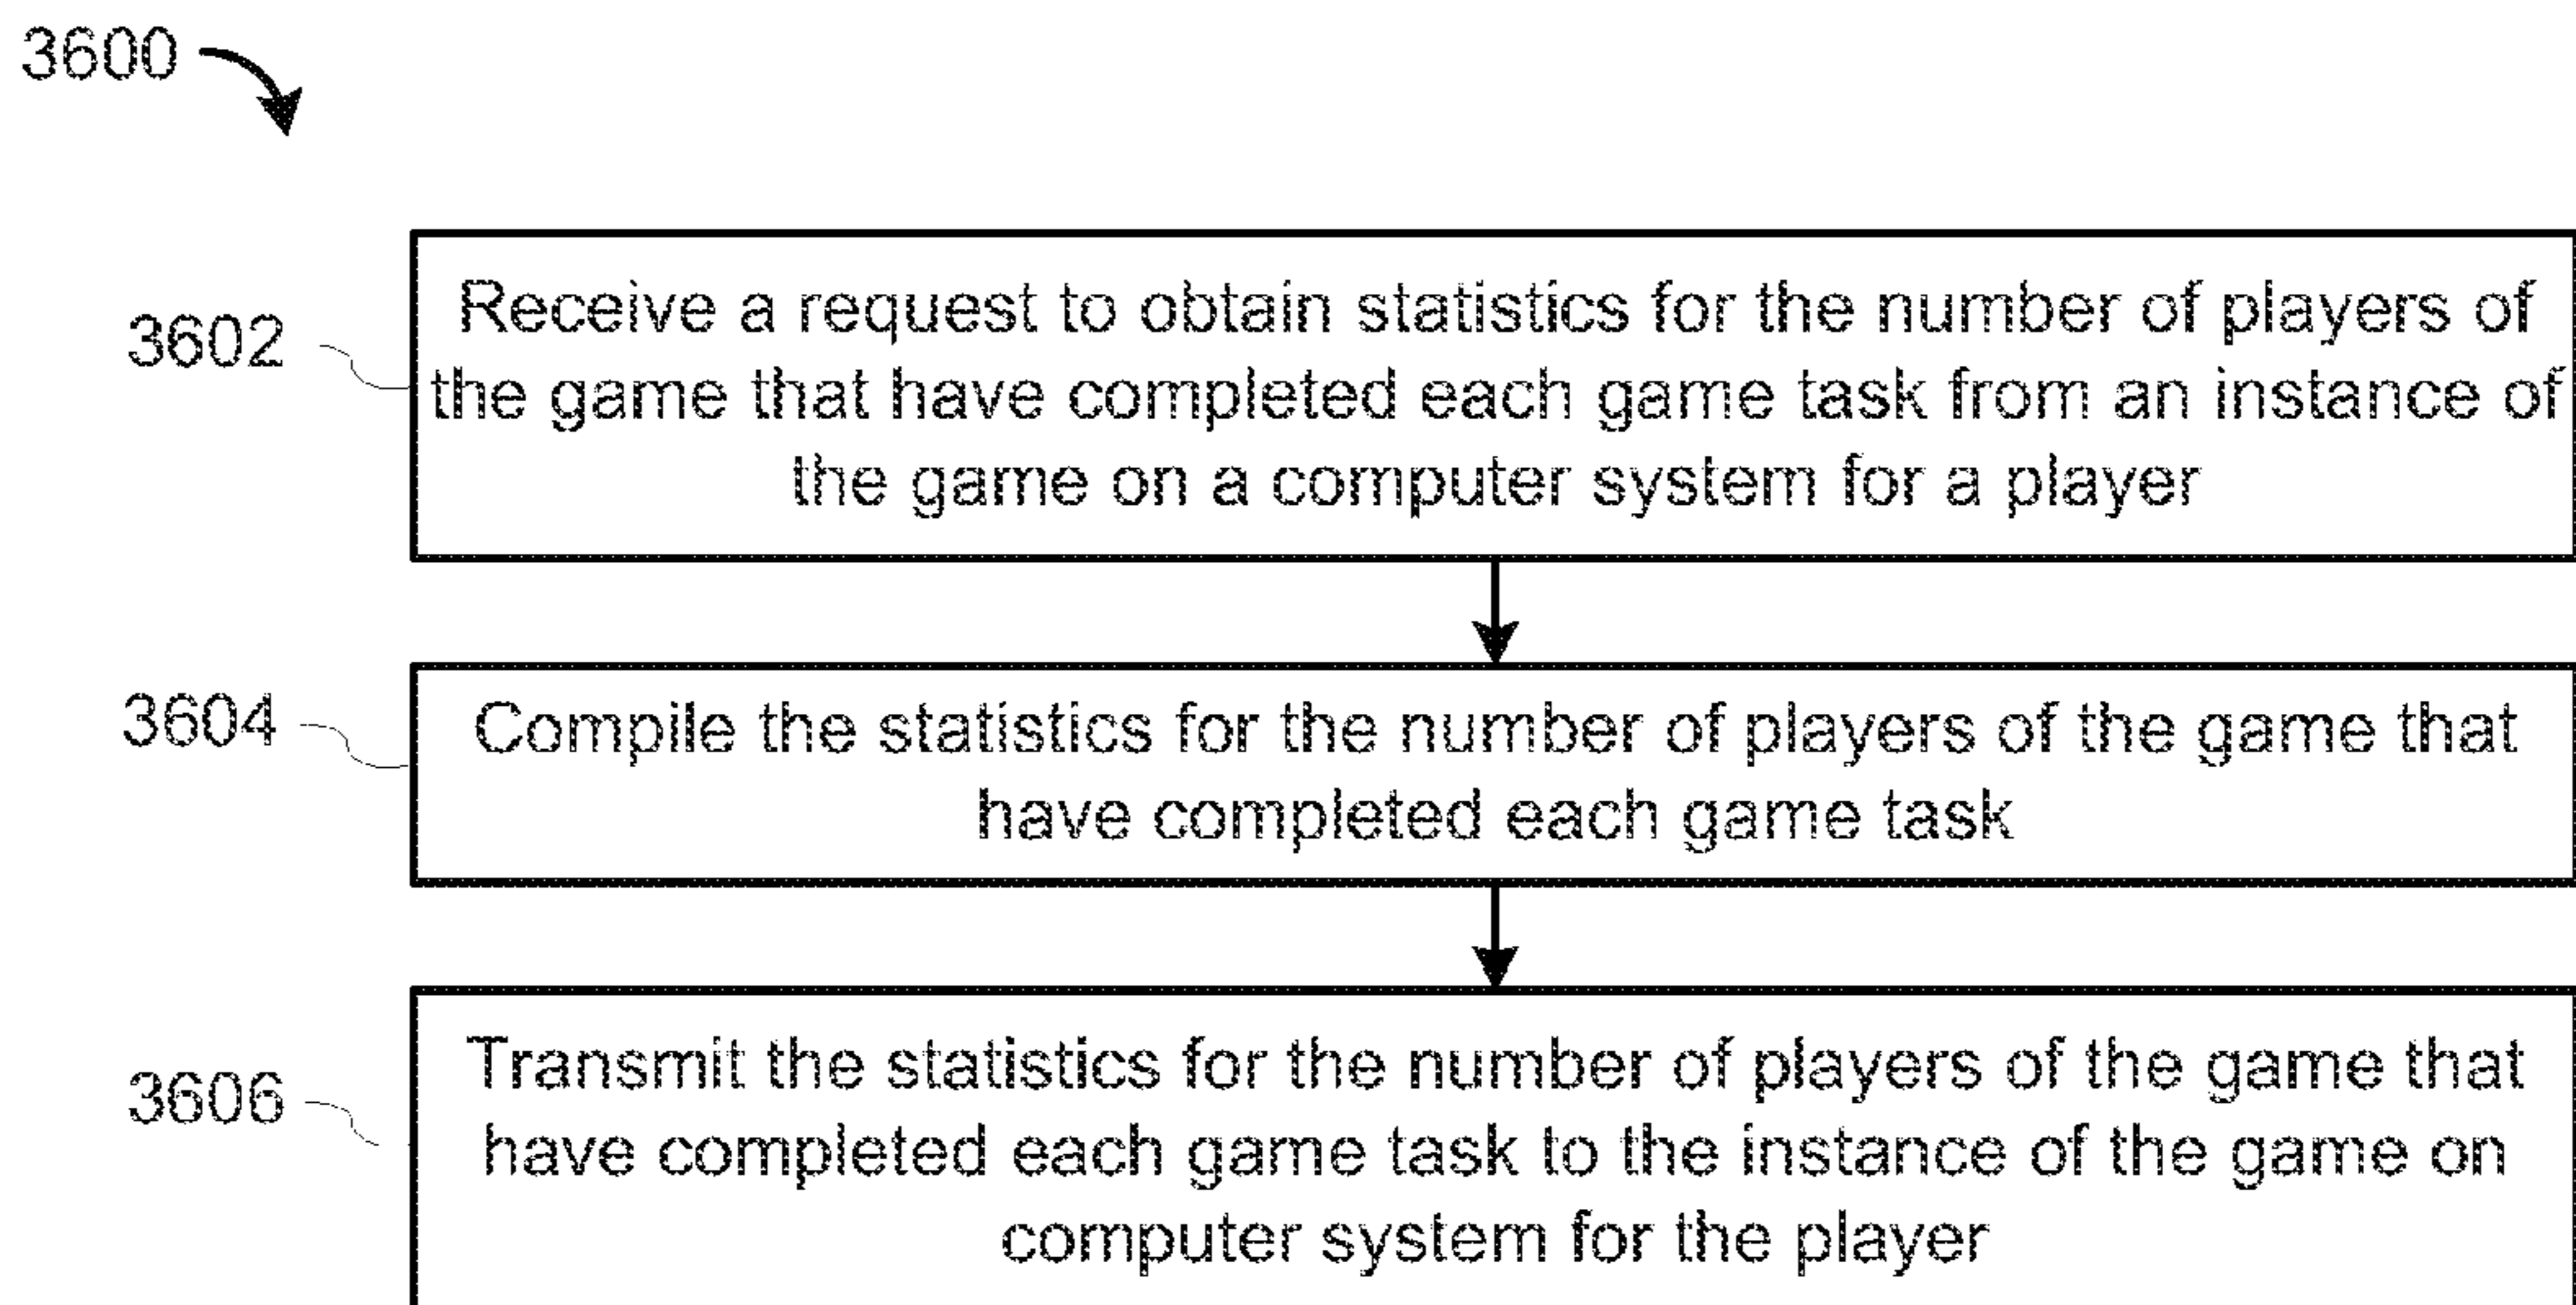 3600
3602
Receive a request to obtain statistics for the number of players of
the game that have completed each game task from an instance of
the game on a computer system for a player
3604
Compile the statistics for the number of players of the game that
have completed each game task
3606
Transmit the statistics for the number of players of the game that
have completed each game task to the instance of the game on
computer system for the player